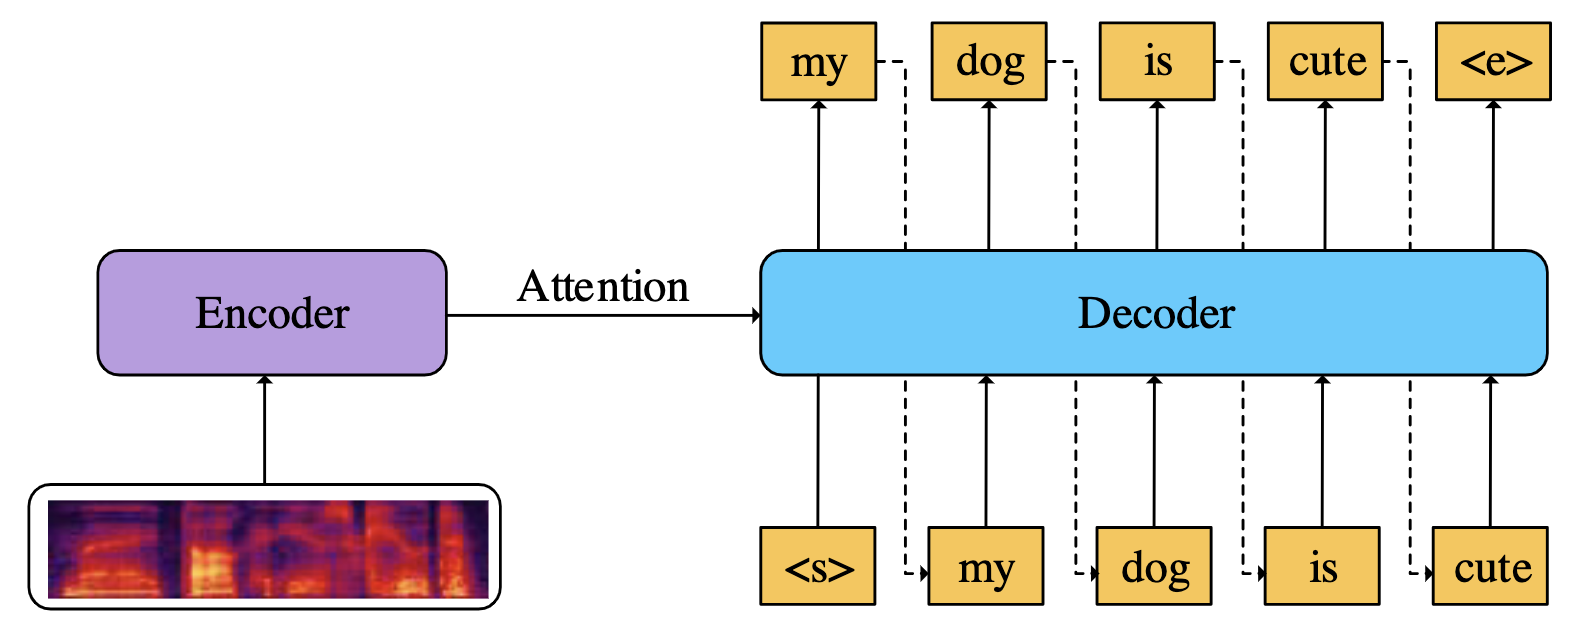 my dog is cute <e>
Encoder Attention Decoder
<s> my dog is cute